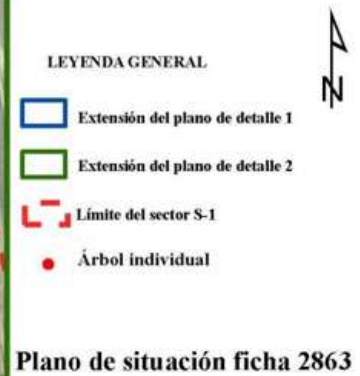 N
LEYENDA GENERAL
Extensión del plano de detalle 1
Extensión del plano de detalle 2
Límite del sector S-1
Árbol individual
Plano de situación ficha 2863